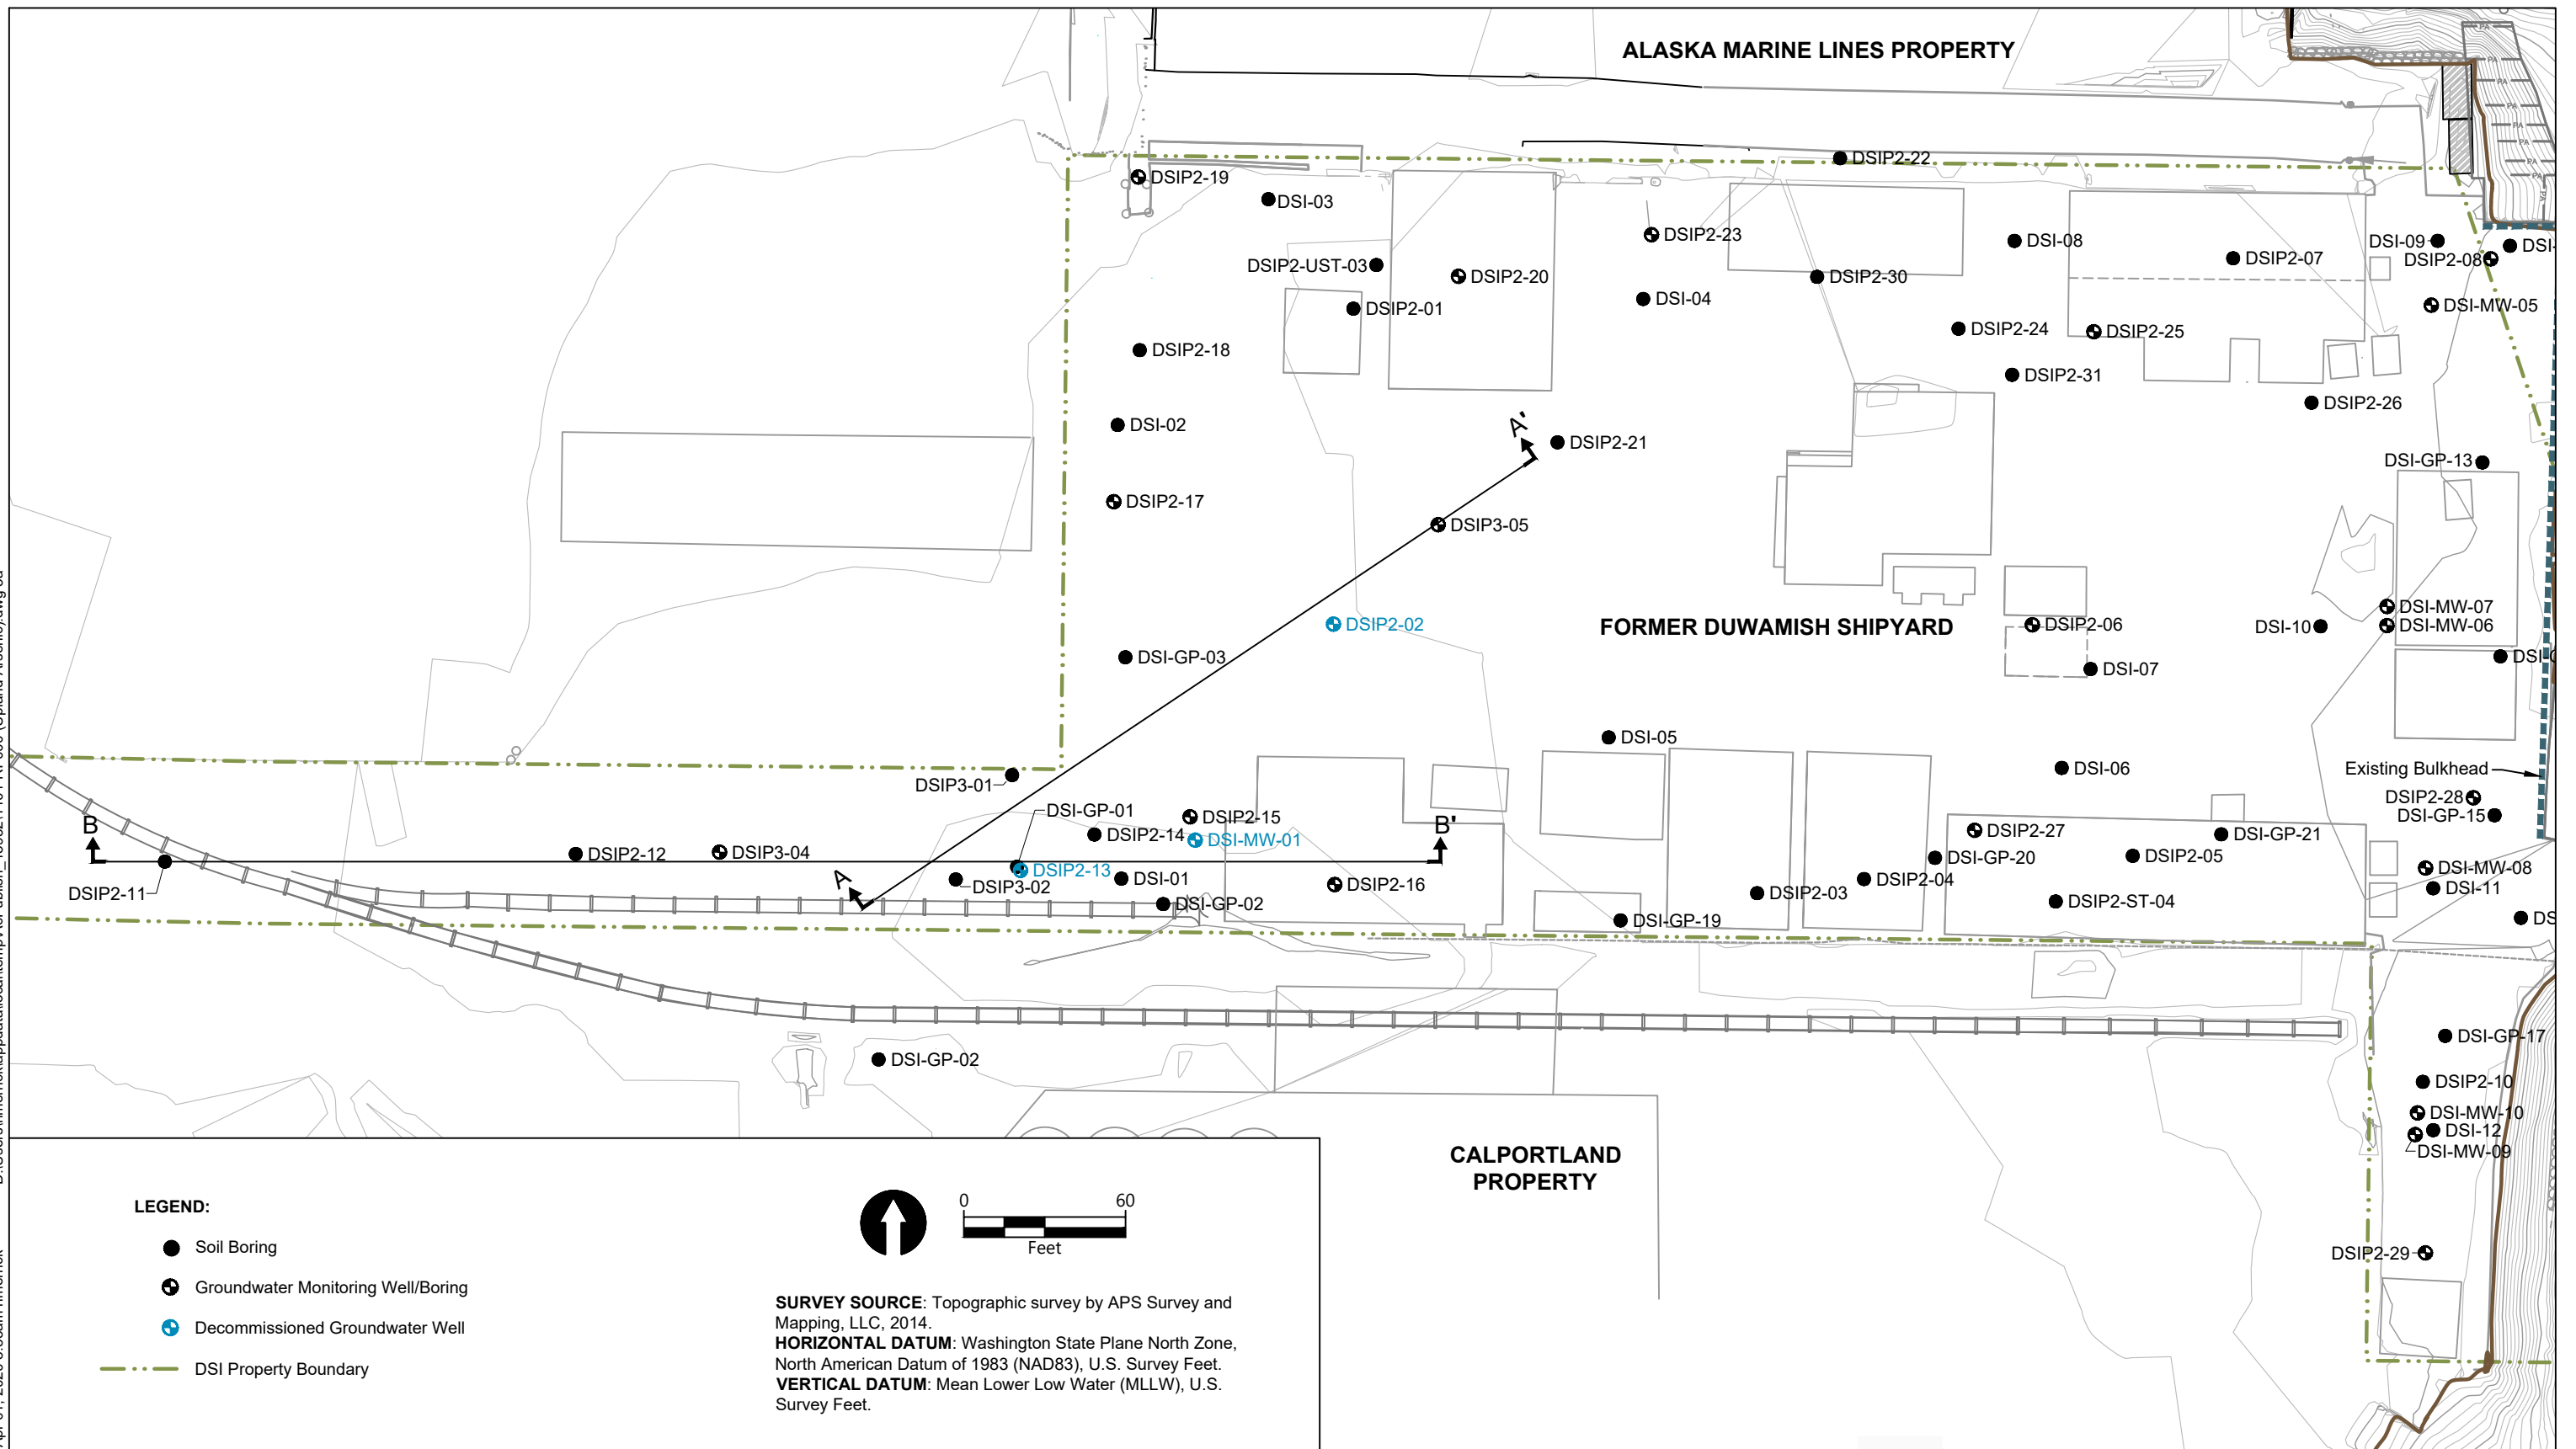 ALASKA MARINE LINES PROPERTY
DSIP2-22
DSIP2-19
DSI-03
DSIP2-23
DSI-08
DSI-09
DSI-
DSIP2-UST-03
DSIP2-20
DSIP2-30
DSIP2-07
DSIP2-08
DSI-04
DSIP2-01
DSI-MW-05
DSIP2-24
DSIP2-25
DSIP2-18
DSIP2-31
DSIP2-26
DSI-02
A'
DSIP2-21
DSI-GP-13
DSIP2-17
DSIP3-05
DSI-MW-07
DSIP2-02
FORMER DUWAMISH SHIPYARD
DSIP2-06
DSI-10
DSI-MW-06
DSI-GP-03
DSI-07
DSI-05
DSI-06
Existing Bulkhead
DSIP3-01
DSIP2-28
DSI-GP-01
DSIP2-15
DSI-GP-15
B
B'
DSIP2-14
DSI-MW-01
DSIP2-27
DSI-GP-21
DSIP2-12
DSIP3-04
DSI-GP-20
DSIP2-05
DSI-MW-08
DSIP2-13
A
DSIP3-02
DSI-01
DSIP2-16
DSIP2-03
DSIP2-04
DSI-11
DSIP2-11
DSI-GP-02
DSI-GP-19
DSIP2-ST-04
DS
DSI-GP-17
DSI-GP-02
DSIP2-10
DSI-MW-10
DSI-12
DSI-MW-09
CALPORTLAND
PROPERTY
DSIP2-29
LEGEND:
Soil Boring
Groundwater Monitoring Well/Boring
Decommissioned Groundwater Well
DSI Property Boundary
0 60
Feet
SURVEY SOURCE: Topographic survey by APS Survey and
Mapping, LLC, 2014.
HORIZONTAL DATUM: Washington State Plane North Zone,
North American Datum of 1983 (NAD83), U.S. Survey Feet.
VERTICAL DATUM: Mean Lower Low Water (MLLW), U.S.
Survey Feet.